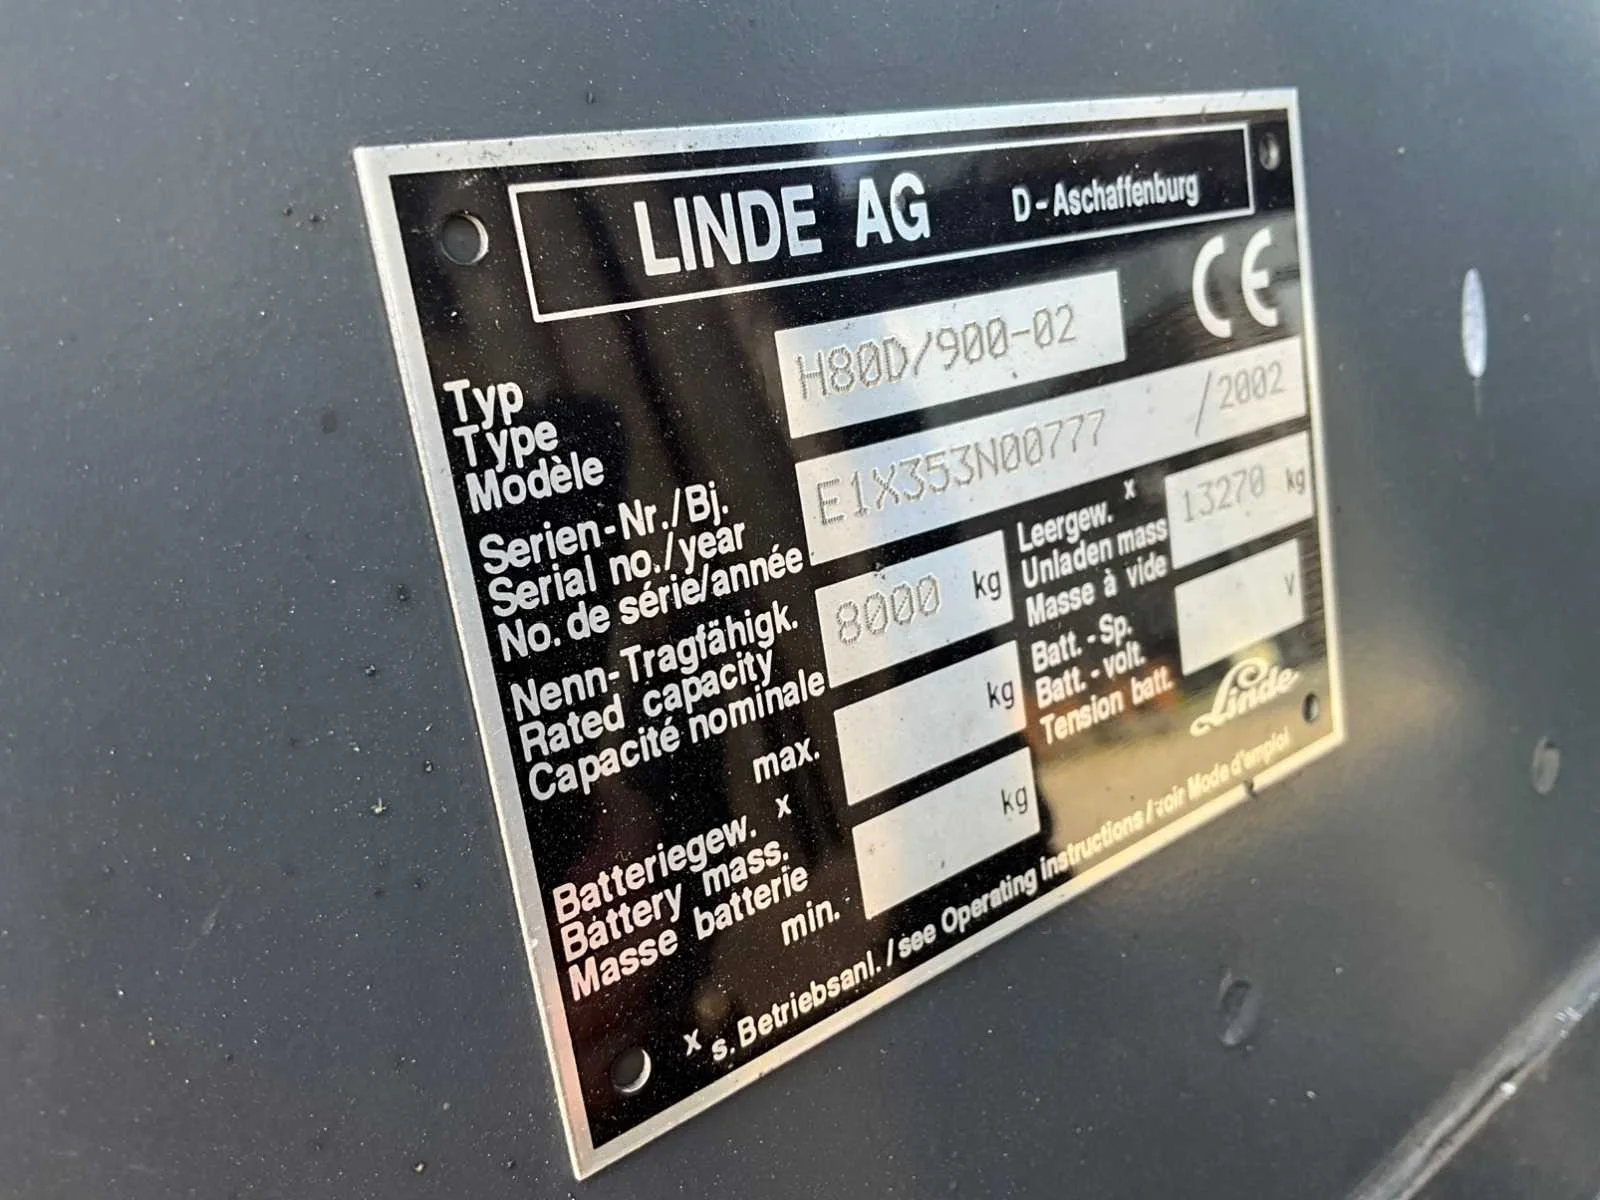 LINDE AG D-Aschaffenburg
CE
Typ
Type
Modèle
H80D/900-02
Serien-Nr./Bj.
Serial no./year
No. de série/année
E1X353N00777 /2002
Nenn-Tragfähigk.
Rated capacity
Capacité nominale
8000 kg
Leergew. x
Unladen mass
Masse à vide
13270 kg
max.
kg
Batteriegew. x
Battery mass.
Masse batterie
min.
kg
Batt.-Sp.
Batt.-volt.
Tension batt.
V
Linde
x s. Betriebsanl. / see Operating instructions / voir Mode d'emploi